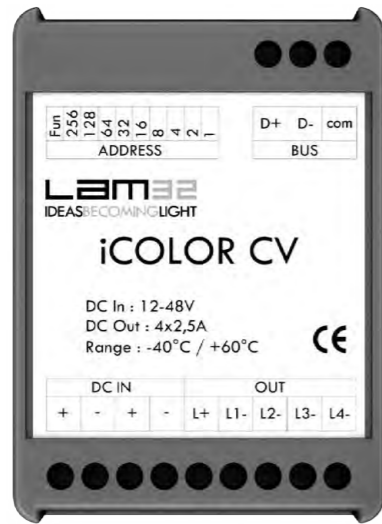 Fun 256 128 64 32 16 8 4 2 1
ADDRESS
D+ D- com
BUS
Lam32
IDEASBECOMINGLIGHT
iCOLOR CV
DC In : 12-48V
DC Out : 4x2,5A
Range : -40°C / +60°C
CE
DC IN
OUT
+ - + - L+ L1- L2- L3- L4-